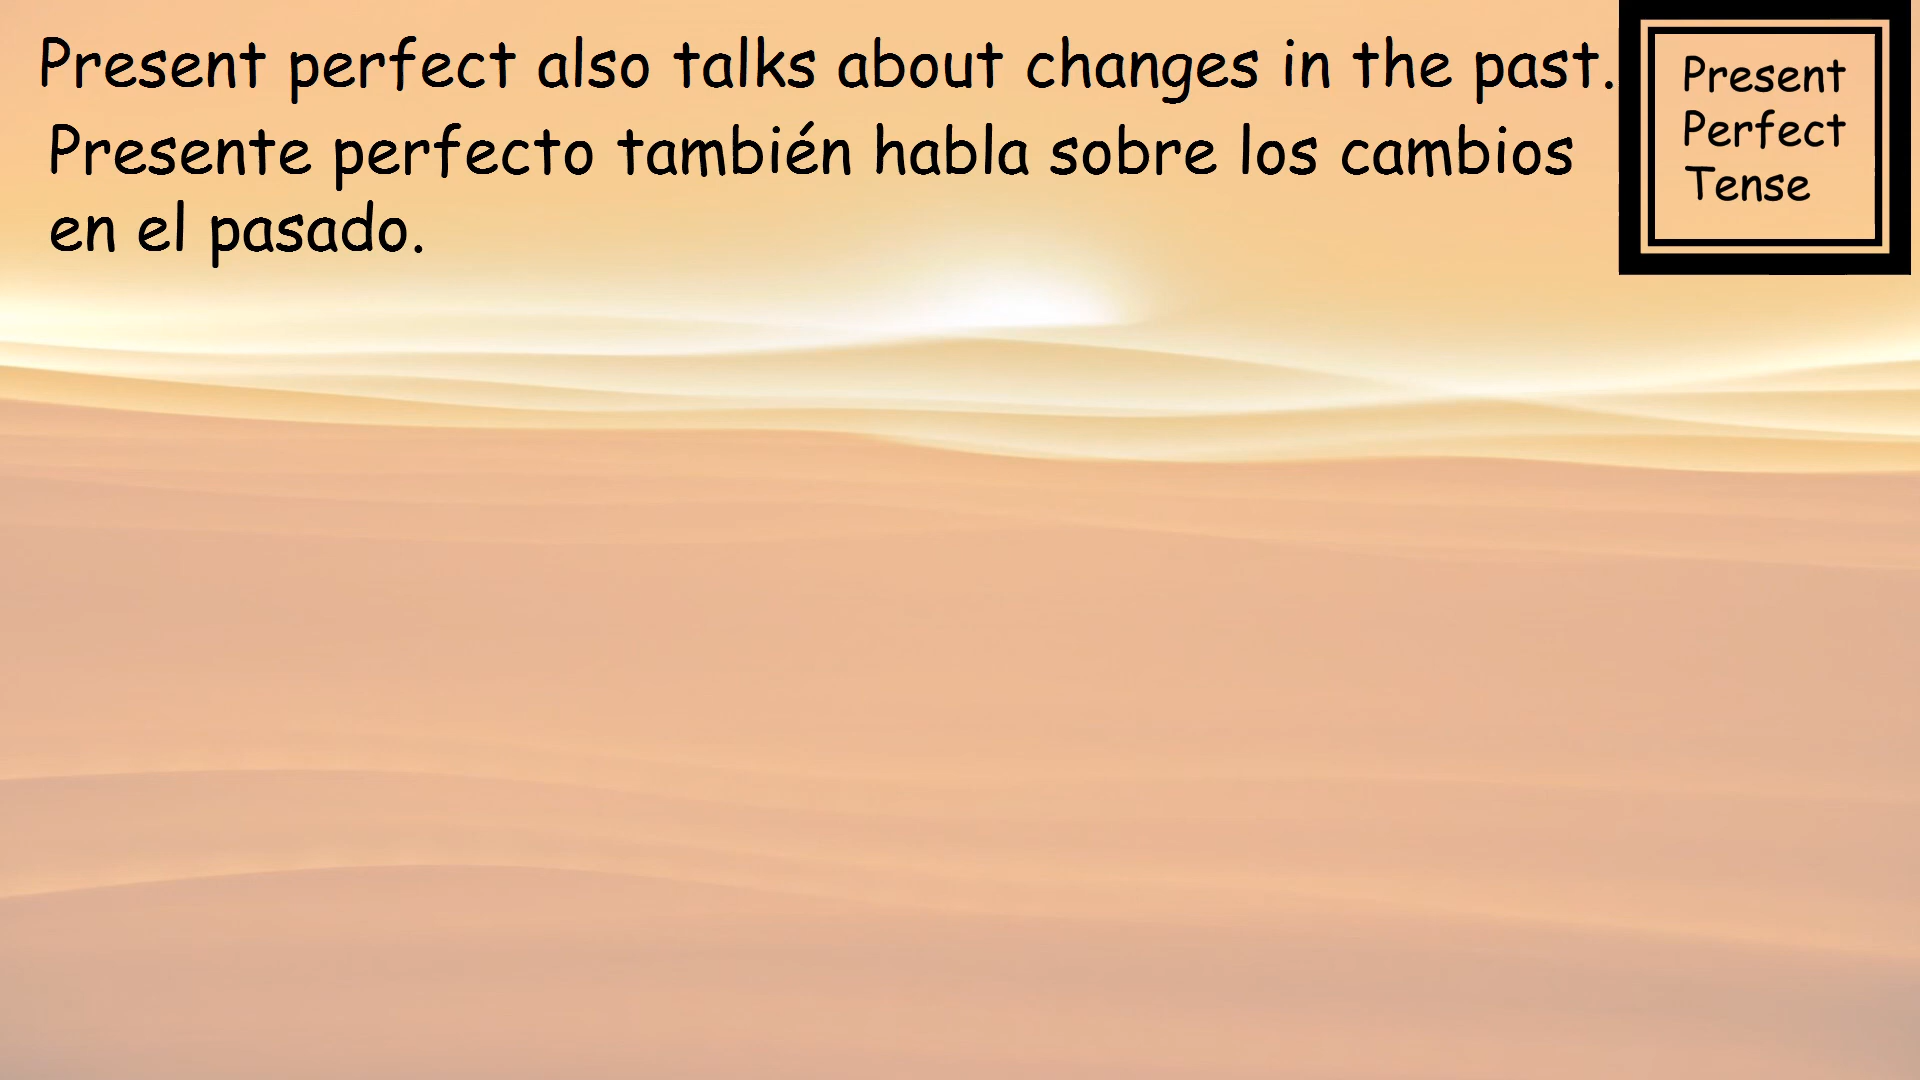 Present perfect also talks about changes in the past.
Presente perfecto también habla sobre los cambios
en el pasado.
Present
Perfect
Tense